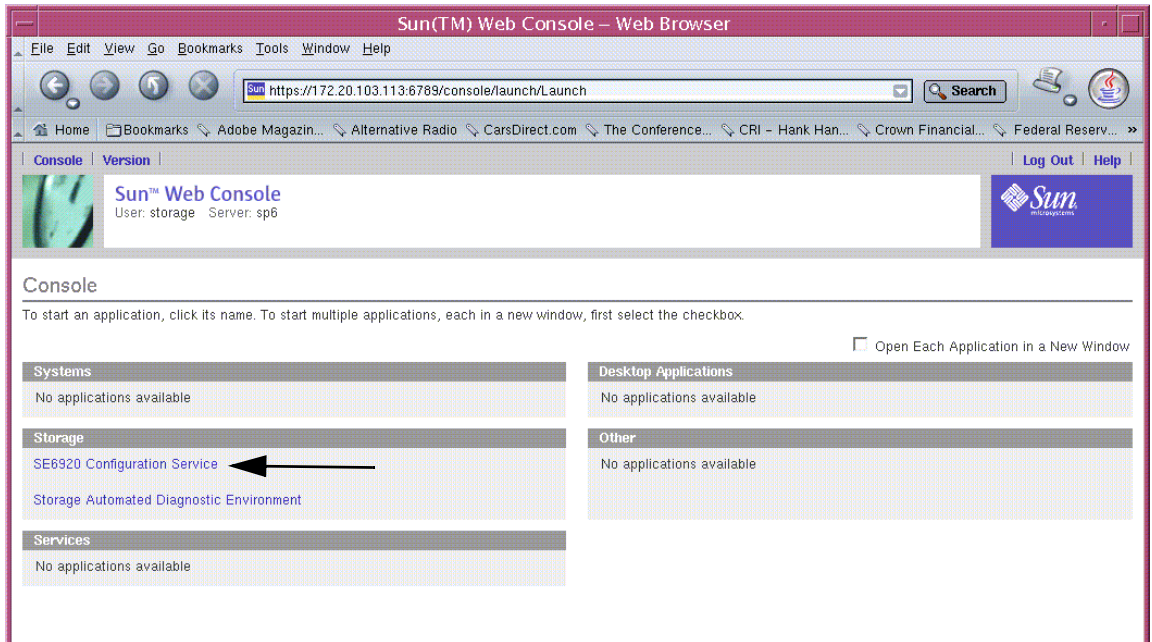 Sun(TM) Web Console – Web Browser
File Edit View Go Bookmarks Tools Window Help
Sun https://172.20.103.113:6789/console/launch/Launch Search
Home Bookmarks Adobe Magazin... Alternative Radio CarsDirect.com The Conference... CRI – Hank Han... Crown Financial... Federal Reserv... »
Console Version Log Out Help
Sun™ Web Console
User: storage Server: sp6
Sun
microsystems
Console
To start an application, click its name. To start multiple applications, each in a new window, first select the checkbox.
Open Each Application in a New Window
Systems
No applications available
Desktop Applications
No applications available
Storage
SE6920 Configuration Service
Storage Automated Diagnostic Environment
Other
No applications available
Services
No applications available